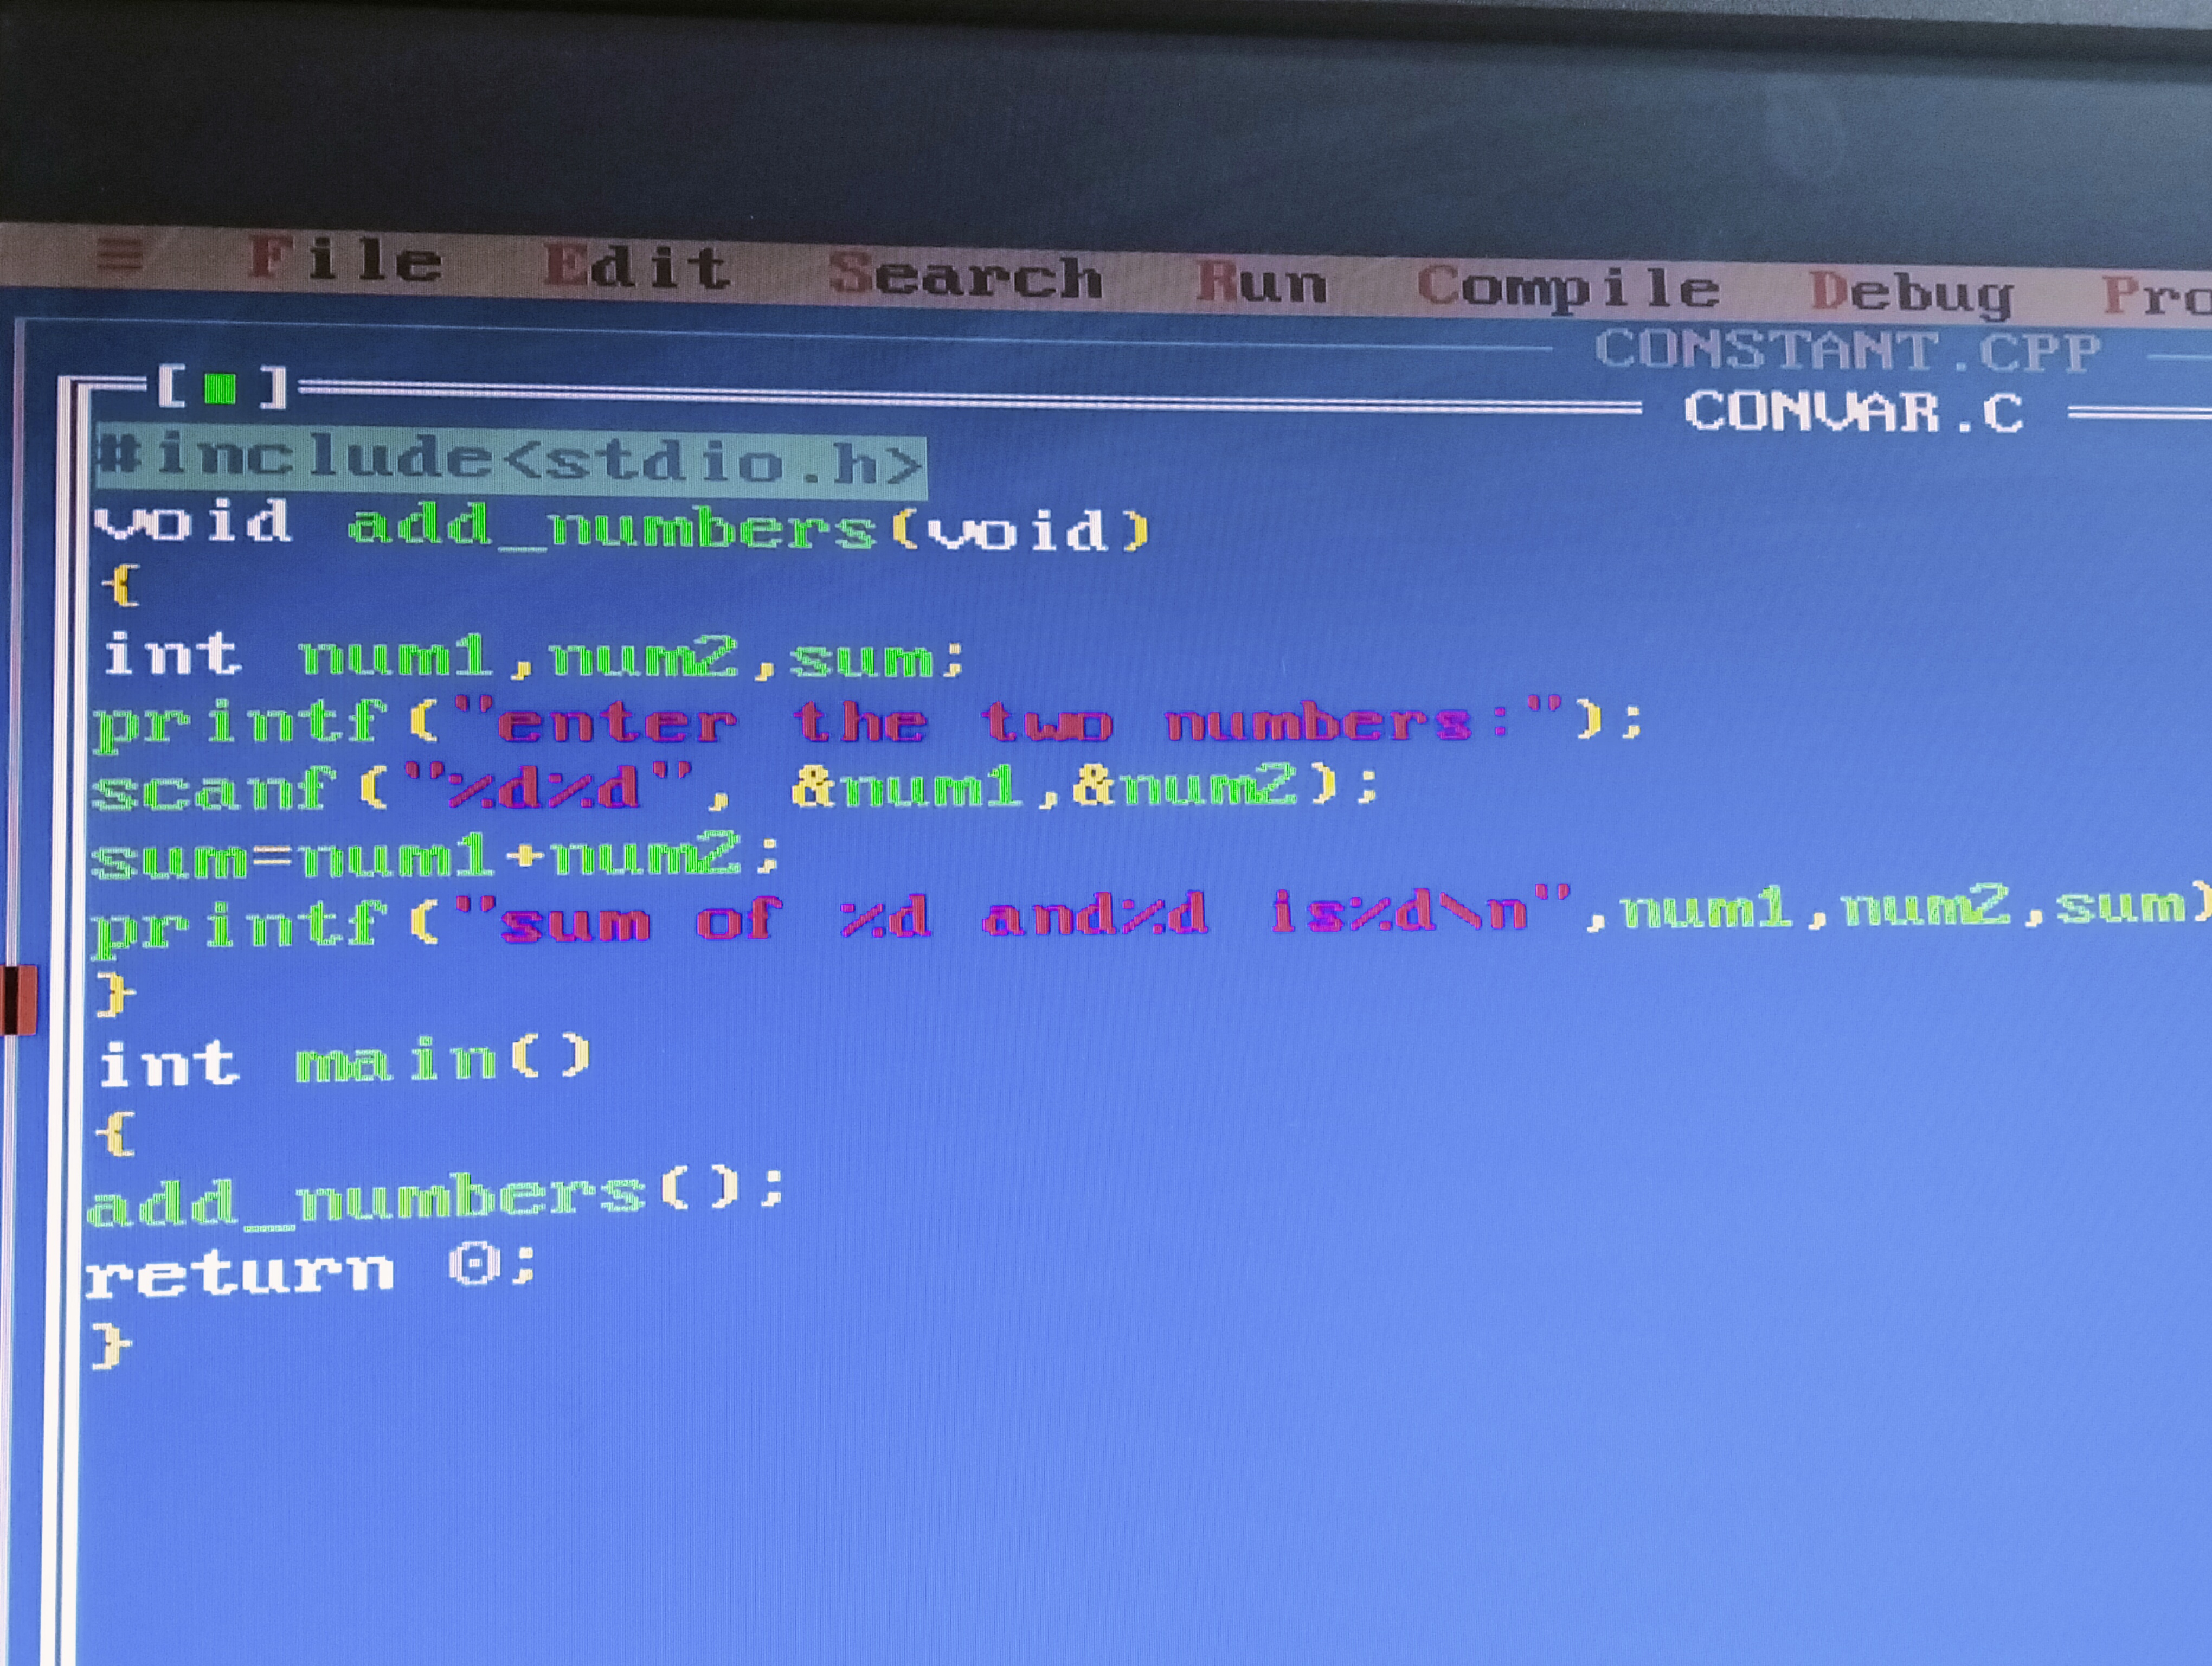 ≡ File Edit Search Run Compile Debug Pro
CONSTANT.CPP
[■] CONVAR.C
#include<stdio.h>
void add_numbers(void)
{
int num1,num2,sum;
printf("enter the two numbers:");
scanf("%d%d", &num1,&num2);
sum=num1+num2;
printf("sum of %d and%d is%d\n",num1,num2,sum)
}
int main()
{
add_numbers();
return 0;
}